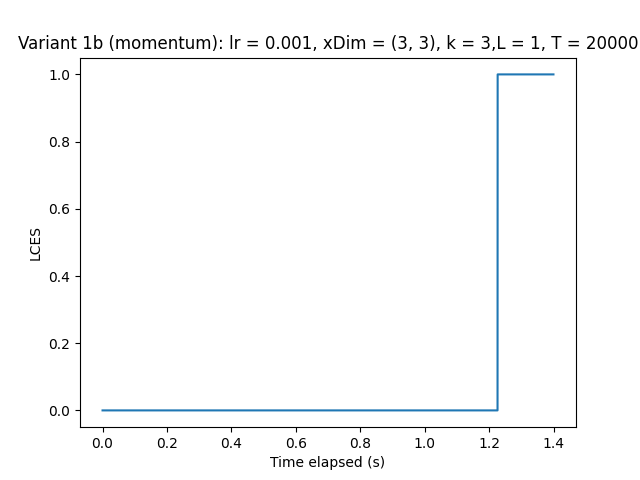 Variant 1b (momentum): lr = 0.001, xDim = (3, 3), k = 3,L = 1, T = 20000
1.0
0.8
0.6
0.4
0.2
0.0
LCES
0.0 0.2 0.4 0.6 0.8 1.0 1.2 1.4
Time elapsed (s)